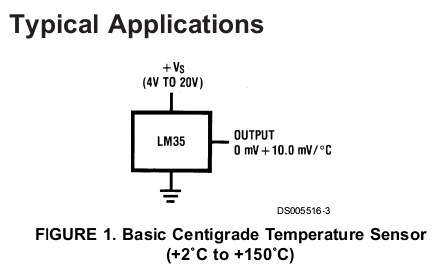 Typical Applications
+VS
(4V TO 20V)
LM35
OUTPUT
0 mV + 10.0 mV/°C
DS005516-3
FIGURE 1. Basic Centigrade Temperature Sensor
(+2˚C to +150˚C)